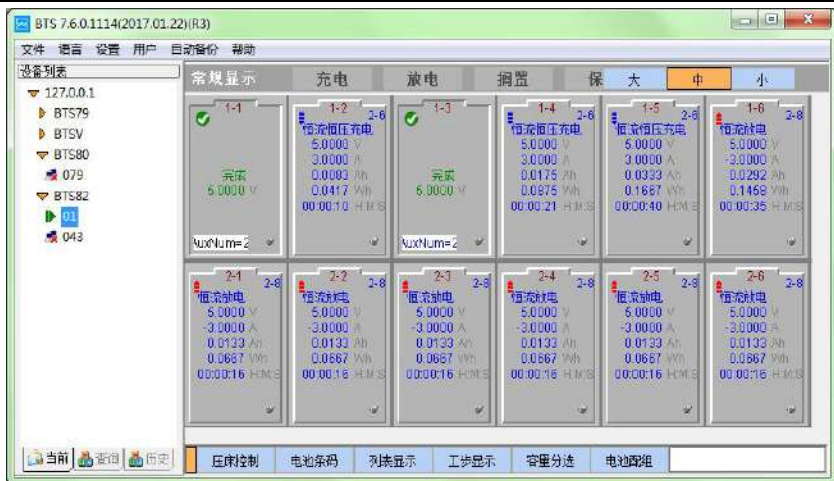 BTS 7.6.0.1114(2017.01.22)(R3)
文件 语言 设置 用户 自动备份 帮助
设备列表
127.0.0.1
BTS79
BTSV
BTS80
079
BTS82
01
043
当前 查询 历史
常规显示 充电 放电 搁置 保 大 中 小
1-1
完成
5.0000 V
AuxNum=2
1-2
2-6
恒流恒压充电
5.0000 V
3.0000 A
0.0083 Ah
0.0417 Wh
00:00:10 H:M:S
1-3
完成
5.0000 V
AuxNum=2
1-4
2-6
恒流恒压充电
5.0000 V
3.0000 A
0.0175 Ah
0.0875 Wh
00:00:21 H:M:S
1-5
2-6
恒流恒压充电
5.0000 V
3.0000 A
0.0333 Ah
0.1667 Wh
00:00:40 H:M:S
1-6
2-8
恒流放电
5.0000 V
-3.0000 A
0.0292 Ah
0.1458 Wh
00:00:35 H:M:S
2-1
2-8
恒流放电
5.0000 V
-3.0000 A
0.0133 Ah
0.0667 Wh
00:00:16 H:M:S
2-2
2-8
恒流放电
5.0000 V
-3.0000 A
0.0133 Ah
0.0667 Wh
00:00:16 H:M:S
2-3
2-8
恒流放电
5.0000 V
-3.0000 A
0.0133 Ah
0.0667 Wh
00:00:16 H:M:S
2-4
2-8
恒流放电
5.0000 V
-3.0000 A
0.0133 Ah
0.0667 Wh
00:00:16 H:M:S
2-5
2-8
恒流放电
5.0000 V
-3.0000 A
0.0133 Ah
0.0667 Wh
00:00:16 H:M:S
2-6
2-8
恒流放电
5.0000 V
-3.0000 A
0.0133 Ah
0.0667 Wh
00:00:16 H:M:S
压床控制 电池条码 列表显示 工步显示 容量分选 电池配组